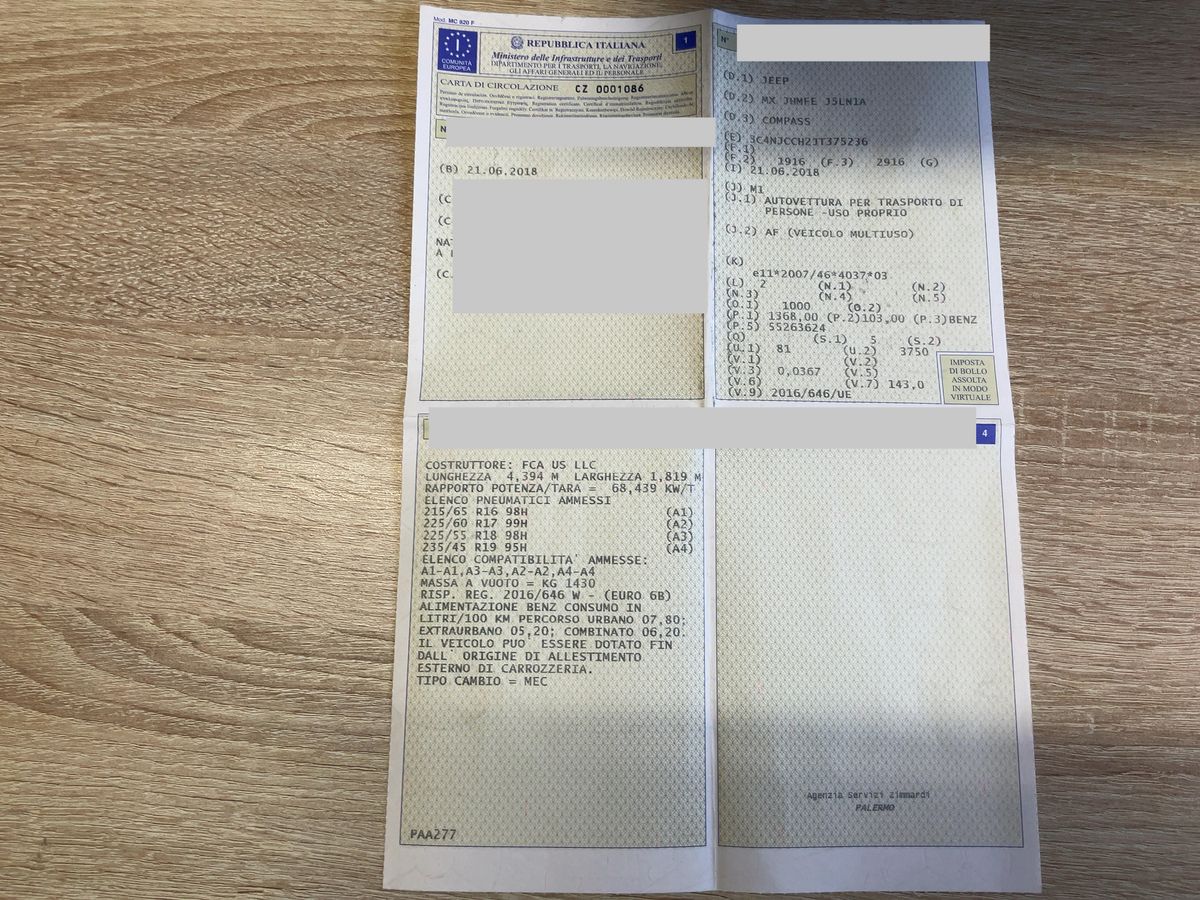 Mod. MC 820 F
COMUNITÀ
EUROPEA
I
REPUBBLICA ITALIANA
1
Ministero delle Infrastrutture e dei Trasporti
DIPARTIMENTO PER I TRASPORTI, LA NAVIGAZIONE,
GLI AFFARI GENERALI ED IL PERSONALE
CARTA DI CIRCOLAZIONE CZ 0001086
N
(B) 21.06.2018
(C
(C
NAT
A
(C.
N°
(D.1) JEEP
(D.2) MX JHMFE J5LN1A
(D.3) COMPASS
(E) 3C4NJCCH2JT375236
(F.1)
(F.2) 1916 (F.3) 2916 (G)
(I) 21.06.2018
(J) M1
(J.1) AUTOVETTURA PER TRASPORTO DI
PERSONE -USO PROPRIO
(J.2) AF (VEICOLO MULTIUSO)
(K)
e11*2007/46*4037*03
(L) 2 (N.1) (N.2)
(N.3) (N.4) (N.5)
(O.1) 1000 (O.2)
(P.1) 1368,00 (P.2)103,00 (P.3)BENZ
(P.5) 55263624
(Q) (S.1) 5 (S.2)
(U.1) 81 (U.2) 3750
(V.1) (V.2)
(V.3) 0,0367 (V.5)
(V.6) (V.7) 143,0
(V.9) 2016/646/UE
IMPOSTA
DI BOLLO
ASSOLTA
IN MODO
VIRTUALE
4
COSTRUTTORE: FCA US LLC
LUNGHEZZA 4,394 M LARGHEZZA 1,819 M
RAPPORTO POTENZA/TARA = 68,439 KW/T
ELENCO PNEUMATICI AMMESSI
215/65 R16 98H (A1)
225/60 R17 99H (A2)
225/55 R18 98H (A3)
235/45 R19 95H (A4)
ELENCO COMPATIBILITA` AMMESSE:
A1-A1,A3-A3,A2-A2,A4-A4
MASSA A VUOTO = KG 1430
RISP. REG. 2016/646 W - (EURO 6B)
ALIMENTAZIONE BENZ CONSUMO IN
LITRI/100 KM PERCORSO URBANO 07,80;
EXTRAURBANO 05,20; COMBINATO 06,20.
IL VEICOLO PUO` ESSERE DOTATO FIN
DALL` ORIGINE DI ALLESTIMENTO
ESTERNO DI CARROZZERIA.
TIPO CAMBIO = MEC
PAA277
Agenzia Servizi Zimmardi
PALERMO